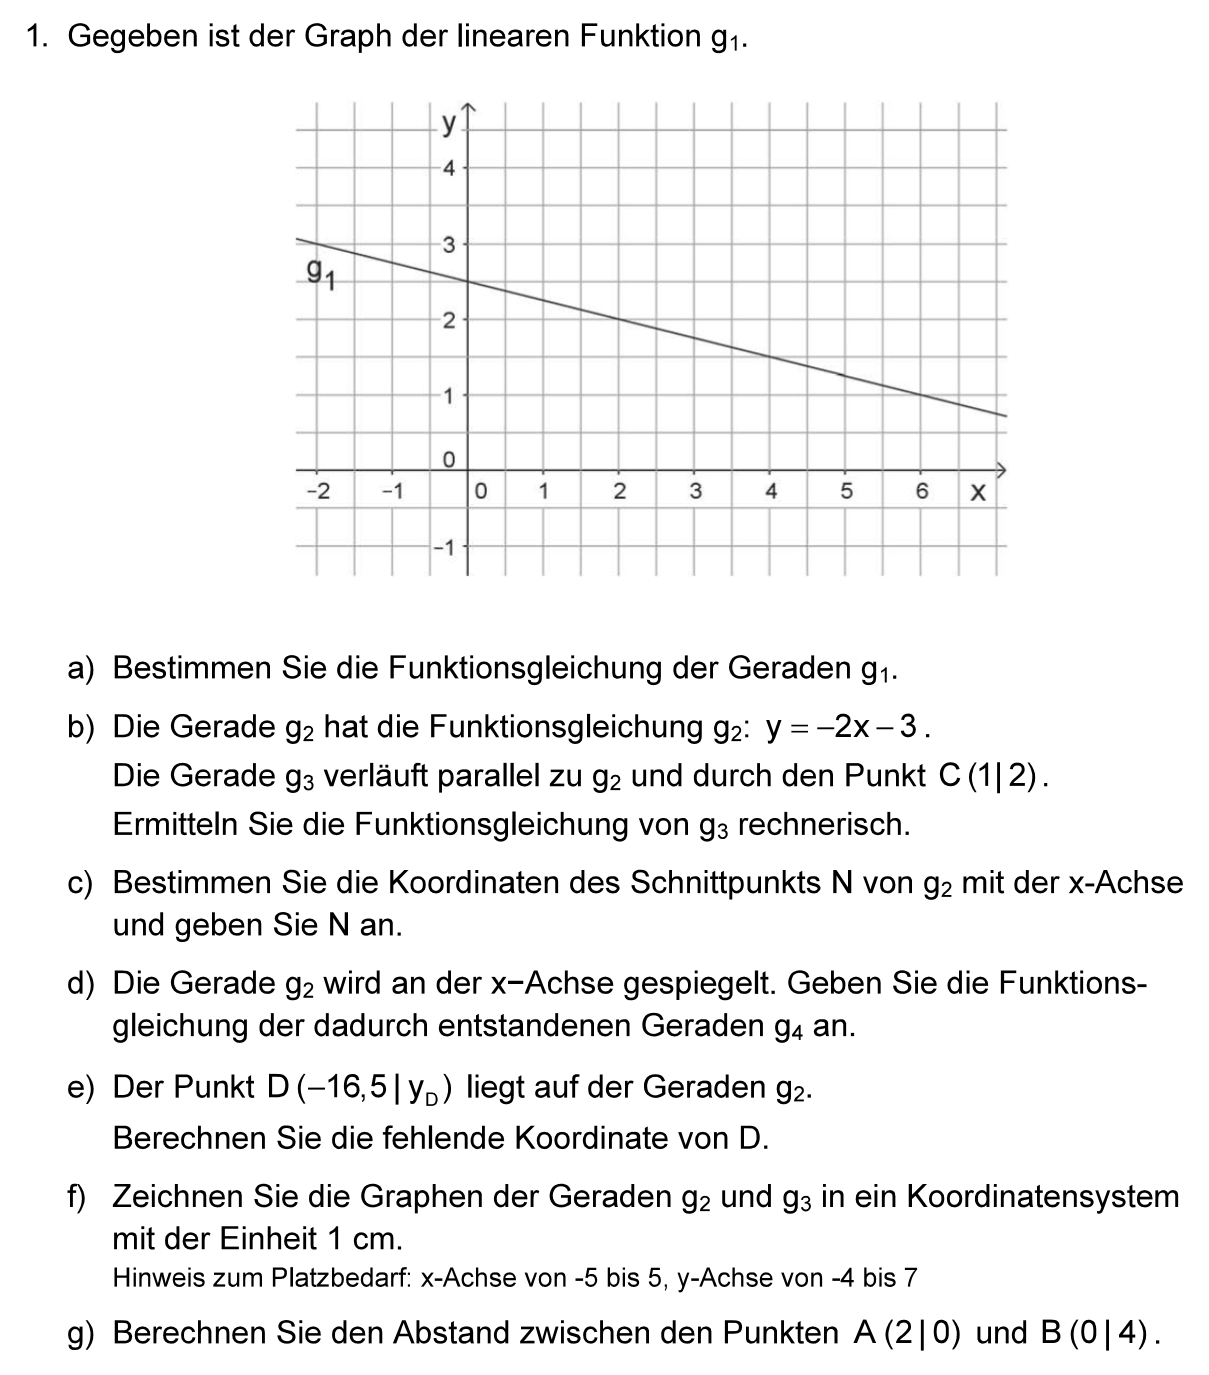 1. Gegeben ist der Graph der linearen Funktion g₁.
y
4
3
g₁
2
1
0
-2 -1 0 1 2 3 4 5 6 x
-1
a) Bestimmen Sie die Funktionsgleichung der Geraden g₁.
b) Die Gerade g₂ hat die Funktionsgleichung g₂: y = –2x – 3.
Die Gerade g₃ verläuft parallel zu g₂ und durch den Punkt C (1| 2).
Ermitteln Sie die Funktionsgleichung von g₃ rechnerisch.
c) Bestimmen Sie die Koordinaten des Schnittpunkts N von g₂ mit der x-Achse
und geben Sie N an.
d) Die Gerade g₂ wird an der x–Achse gespiegelt. Geben Sie die Funktions-
gleichung der dadurch entstandenen Geraden g₄ an.
e) Der Punkt D (–16,5 | y_D) liegt auf der Geraden g₂.
Berechnen Sie die fehlende Koordinate von D.
f) Zeichnen Sie die Graphen der Geraden g₂ und g₃ in ein Koordinatensystem
mit der Einheit 1 cm.
Hinweis zum Platzbedarf: x-Achse von -5 bis 5, y-Achse von -4 bis 7
g) Berechnen Sie den Abstand zwischen den Punkten A (2 | 0) und B (0 | 4).